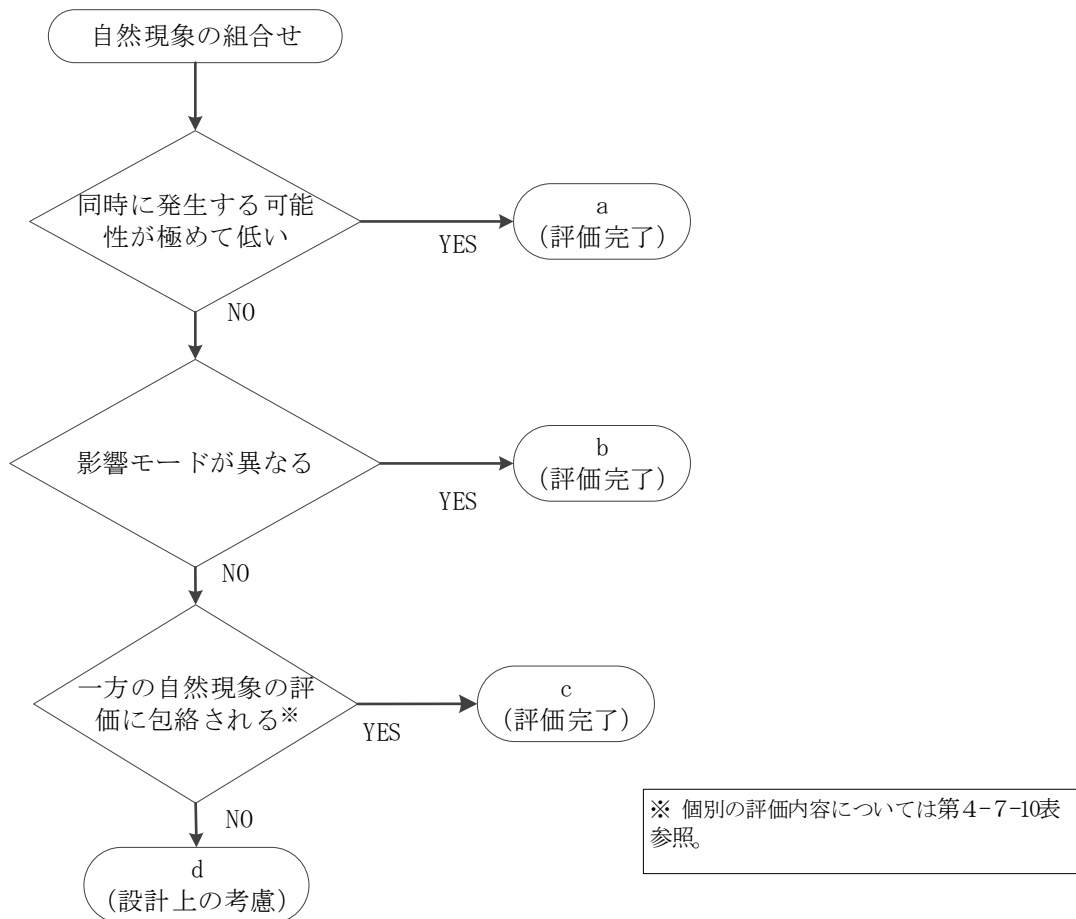 自然現象の組合せ
同時に発生する可能
性が極めて低い
YES
a
（評価完了）
NO
影響モードが異なる
YES
b
（評価完了）
NO
一方の自然現象の評
価に包絡される※
YES
c
（評価完了）
NO
d
（設計上の考慮）
※ 個別の評価内容については第4-7-10表
参照。